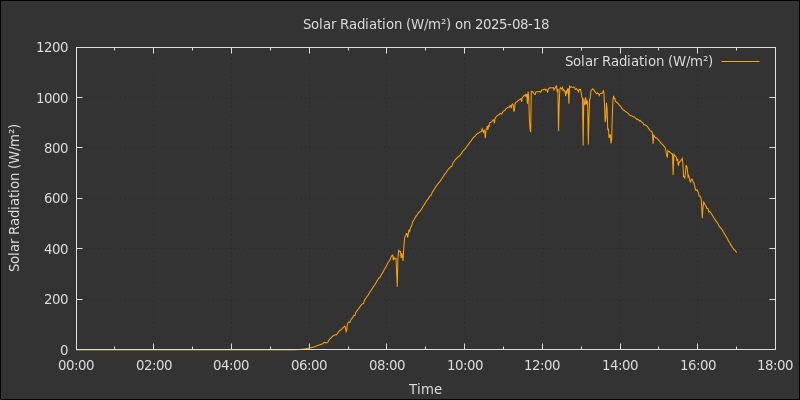 Solar Radiation (W/m²) on 2025-08-18
Solar Radiation (W/m²)
Solar Radiation (W/m²)
1200
1000
800
600
400
200
0
00:00 02:00 04:00 06:00 08:00 10:00 12:00 14:00 16:00 18:00
Time